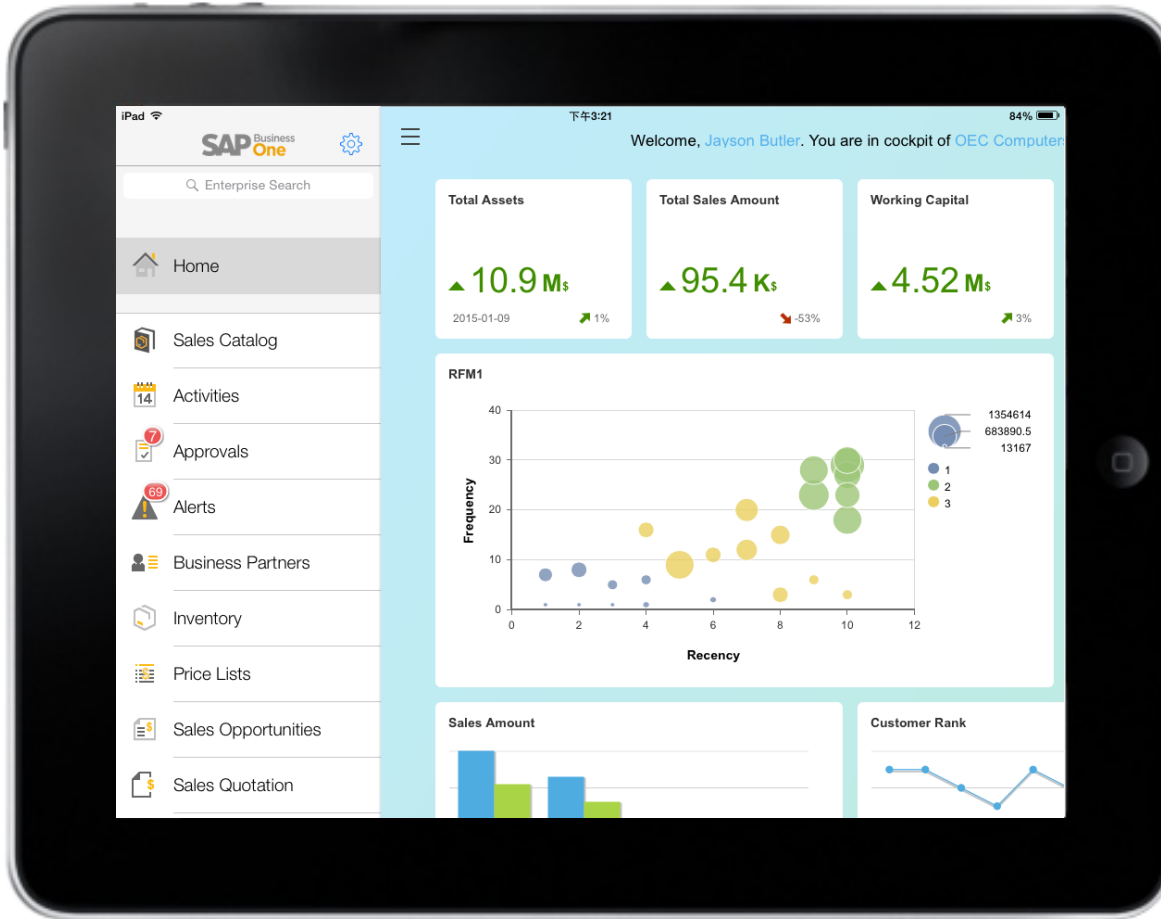 iPad
下午3:21
84%
SAP Business One
Welcome, Jayson Butler. You are in cockpit of OEC Computer
Enterprise Search
Home
Sales Catalog
14
Activities
7
Approvals
69
Alerts
Business Partners
Inventory
Price Lists
Sales Opportunities
Sales Quotation
Total Assets
10.9 M$
2015-01-09
1%
Total Sales Amount
95.4 K$
-53%
Working Capital
4.52 M$
3%
RFM1
Frequency
40
30
20
10
0
0 2 4 6 8 10 12
Recency
1354614
683890.5
13167
1
2
3
Sales Amount
Customer Rank